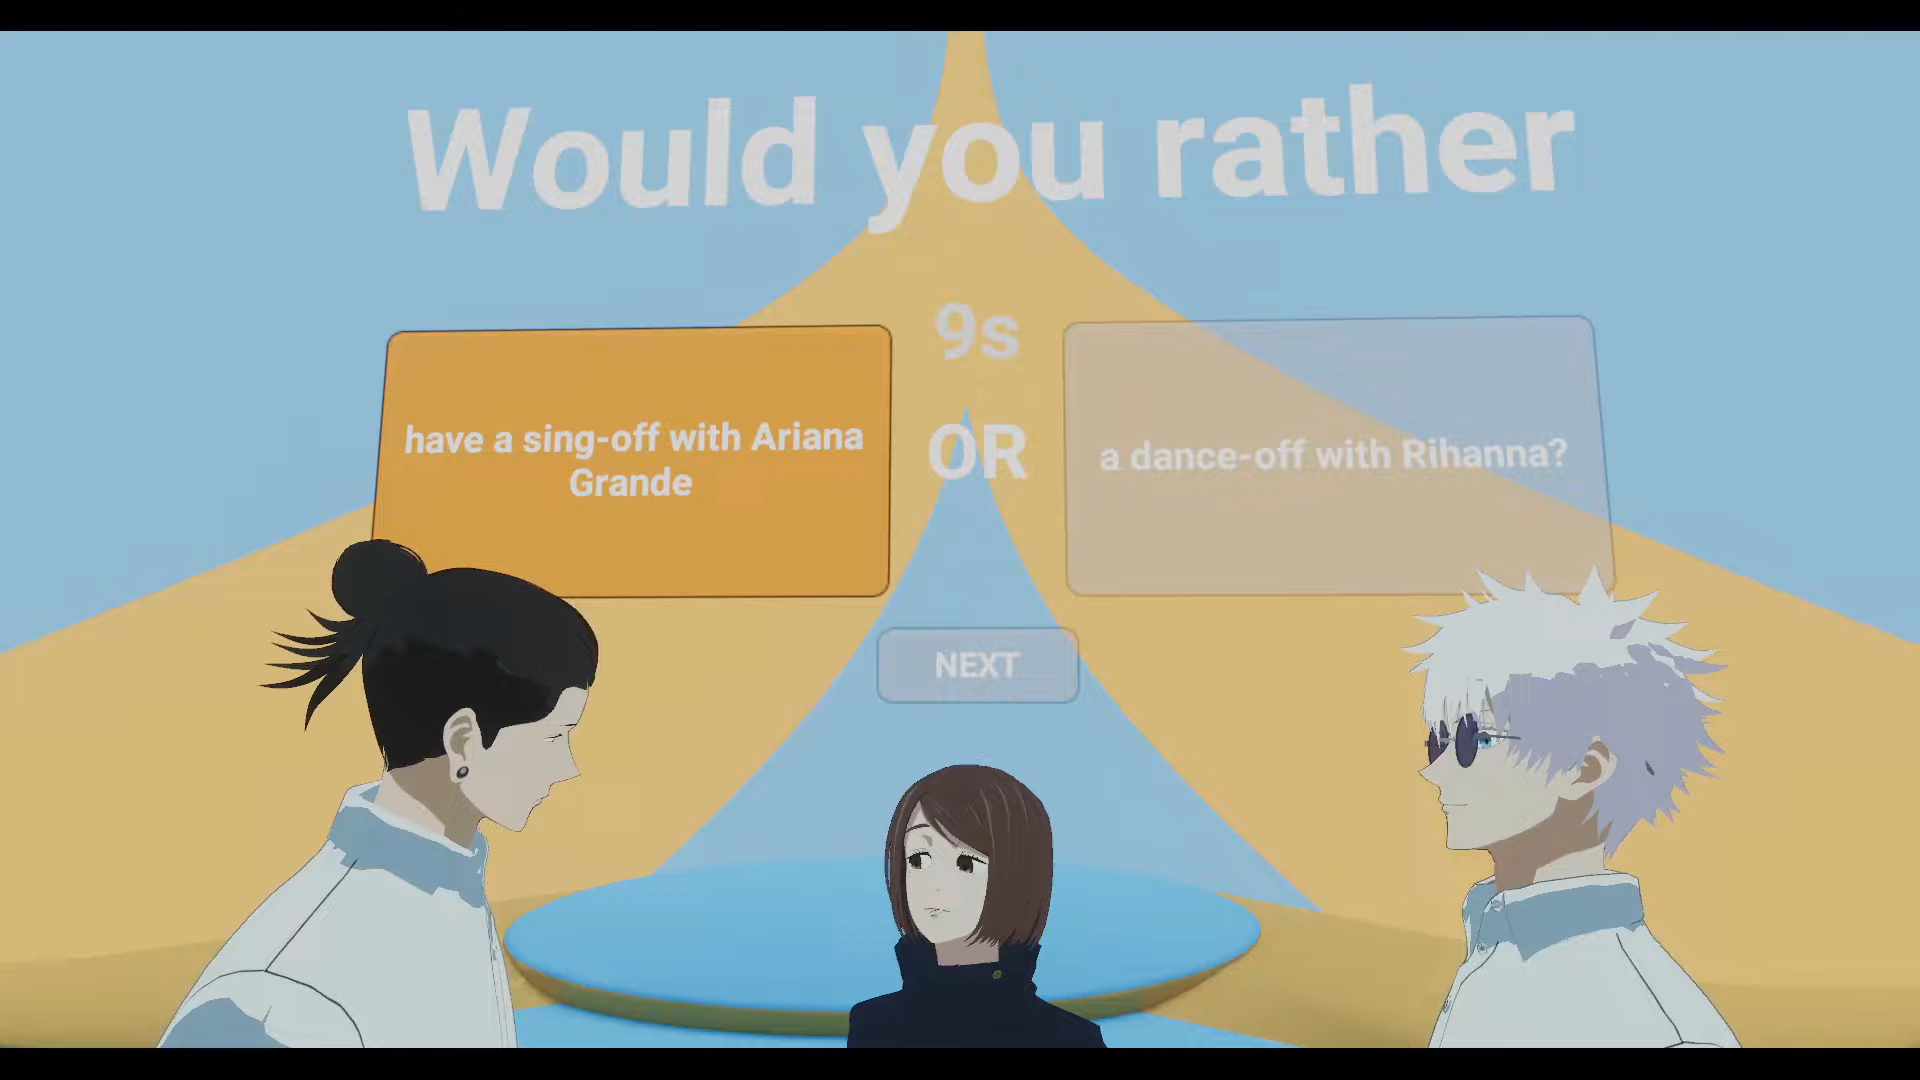 Would you rather
9s
have a sing-off with Ariana
Grande
OR
a dance-off with Rihanna?
NEXT